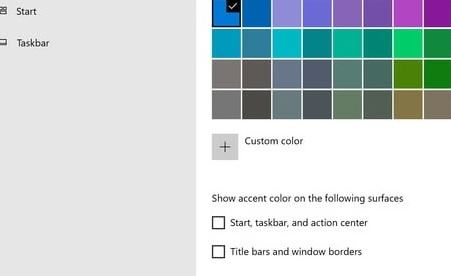 Start
Taskbar
Custom color
Show accent color on the following surfaces
Start, taskbar, and action center
Title bars and window borders